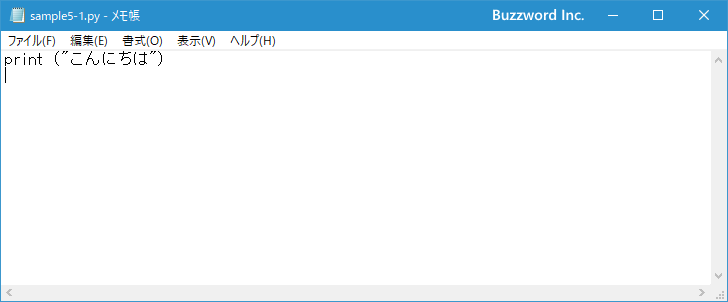 sample5-1.py - メモ帳
Buzzword Inc.
ファイル(F) 編集(E) 書式(O) 表示(V) ヘルプ(H)
print ("こんにちは")